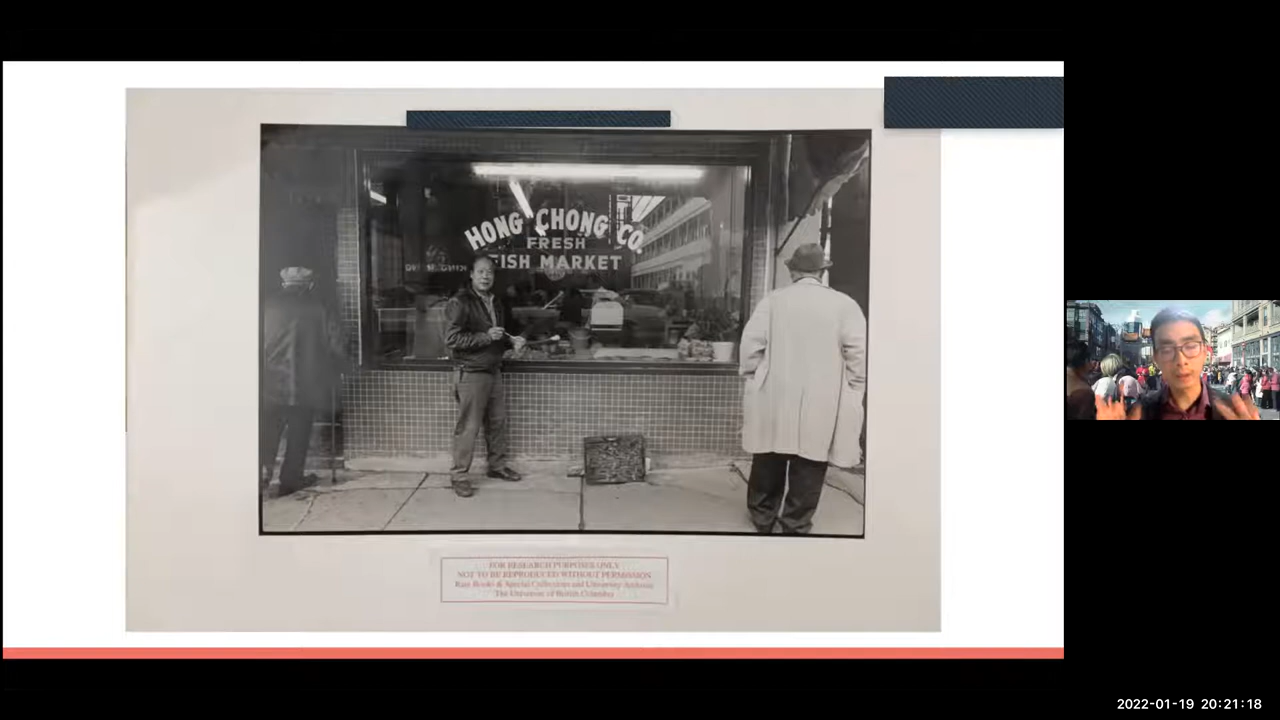 HONG CHONG CO.
FRESH
FISH MARKET
FOR RESEARCH PURPOSES ONLY
NOT TO BE REPRODUCED WITHOUT PERMISSION
Rare Books & Special Collections and University Archives
The University of British Columbia
2022-01-19 20:21:18